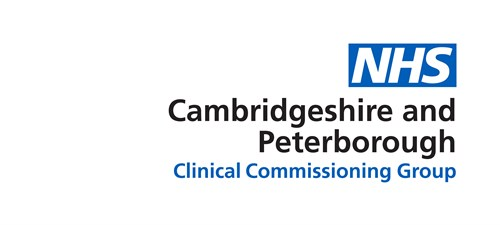 NHS
Cambridgeshire and
Peterborough
Clinical Commissioning Group